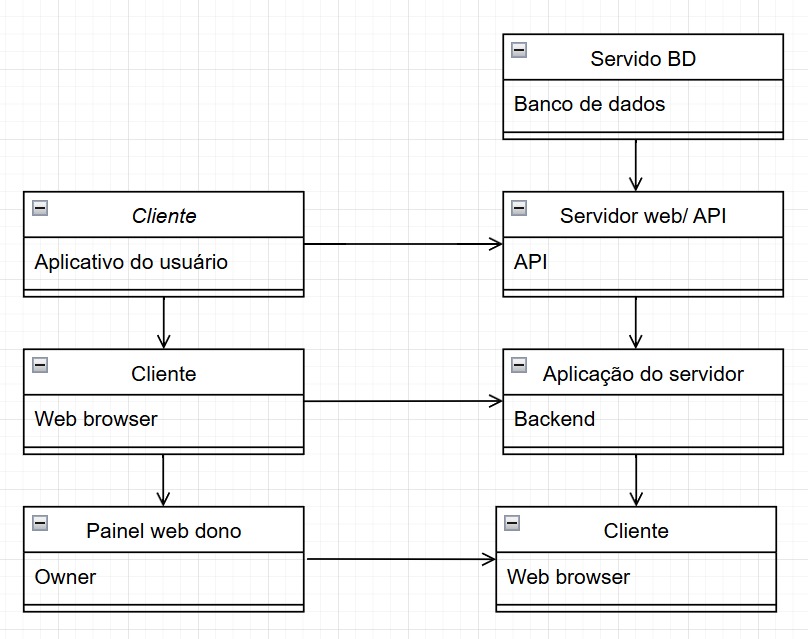 Servido BD
Banco de dados
Cliente
Aplicativo do usuário
Servidor web/ API
API
Cliente
Web browser
Aplicação do servidor
Backend
Painel web dono
Owner
Cliente
Web browser